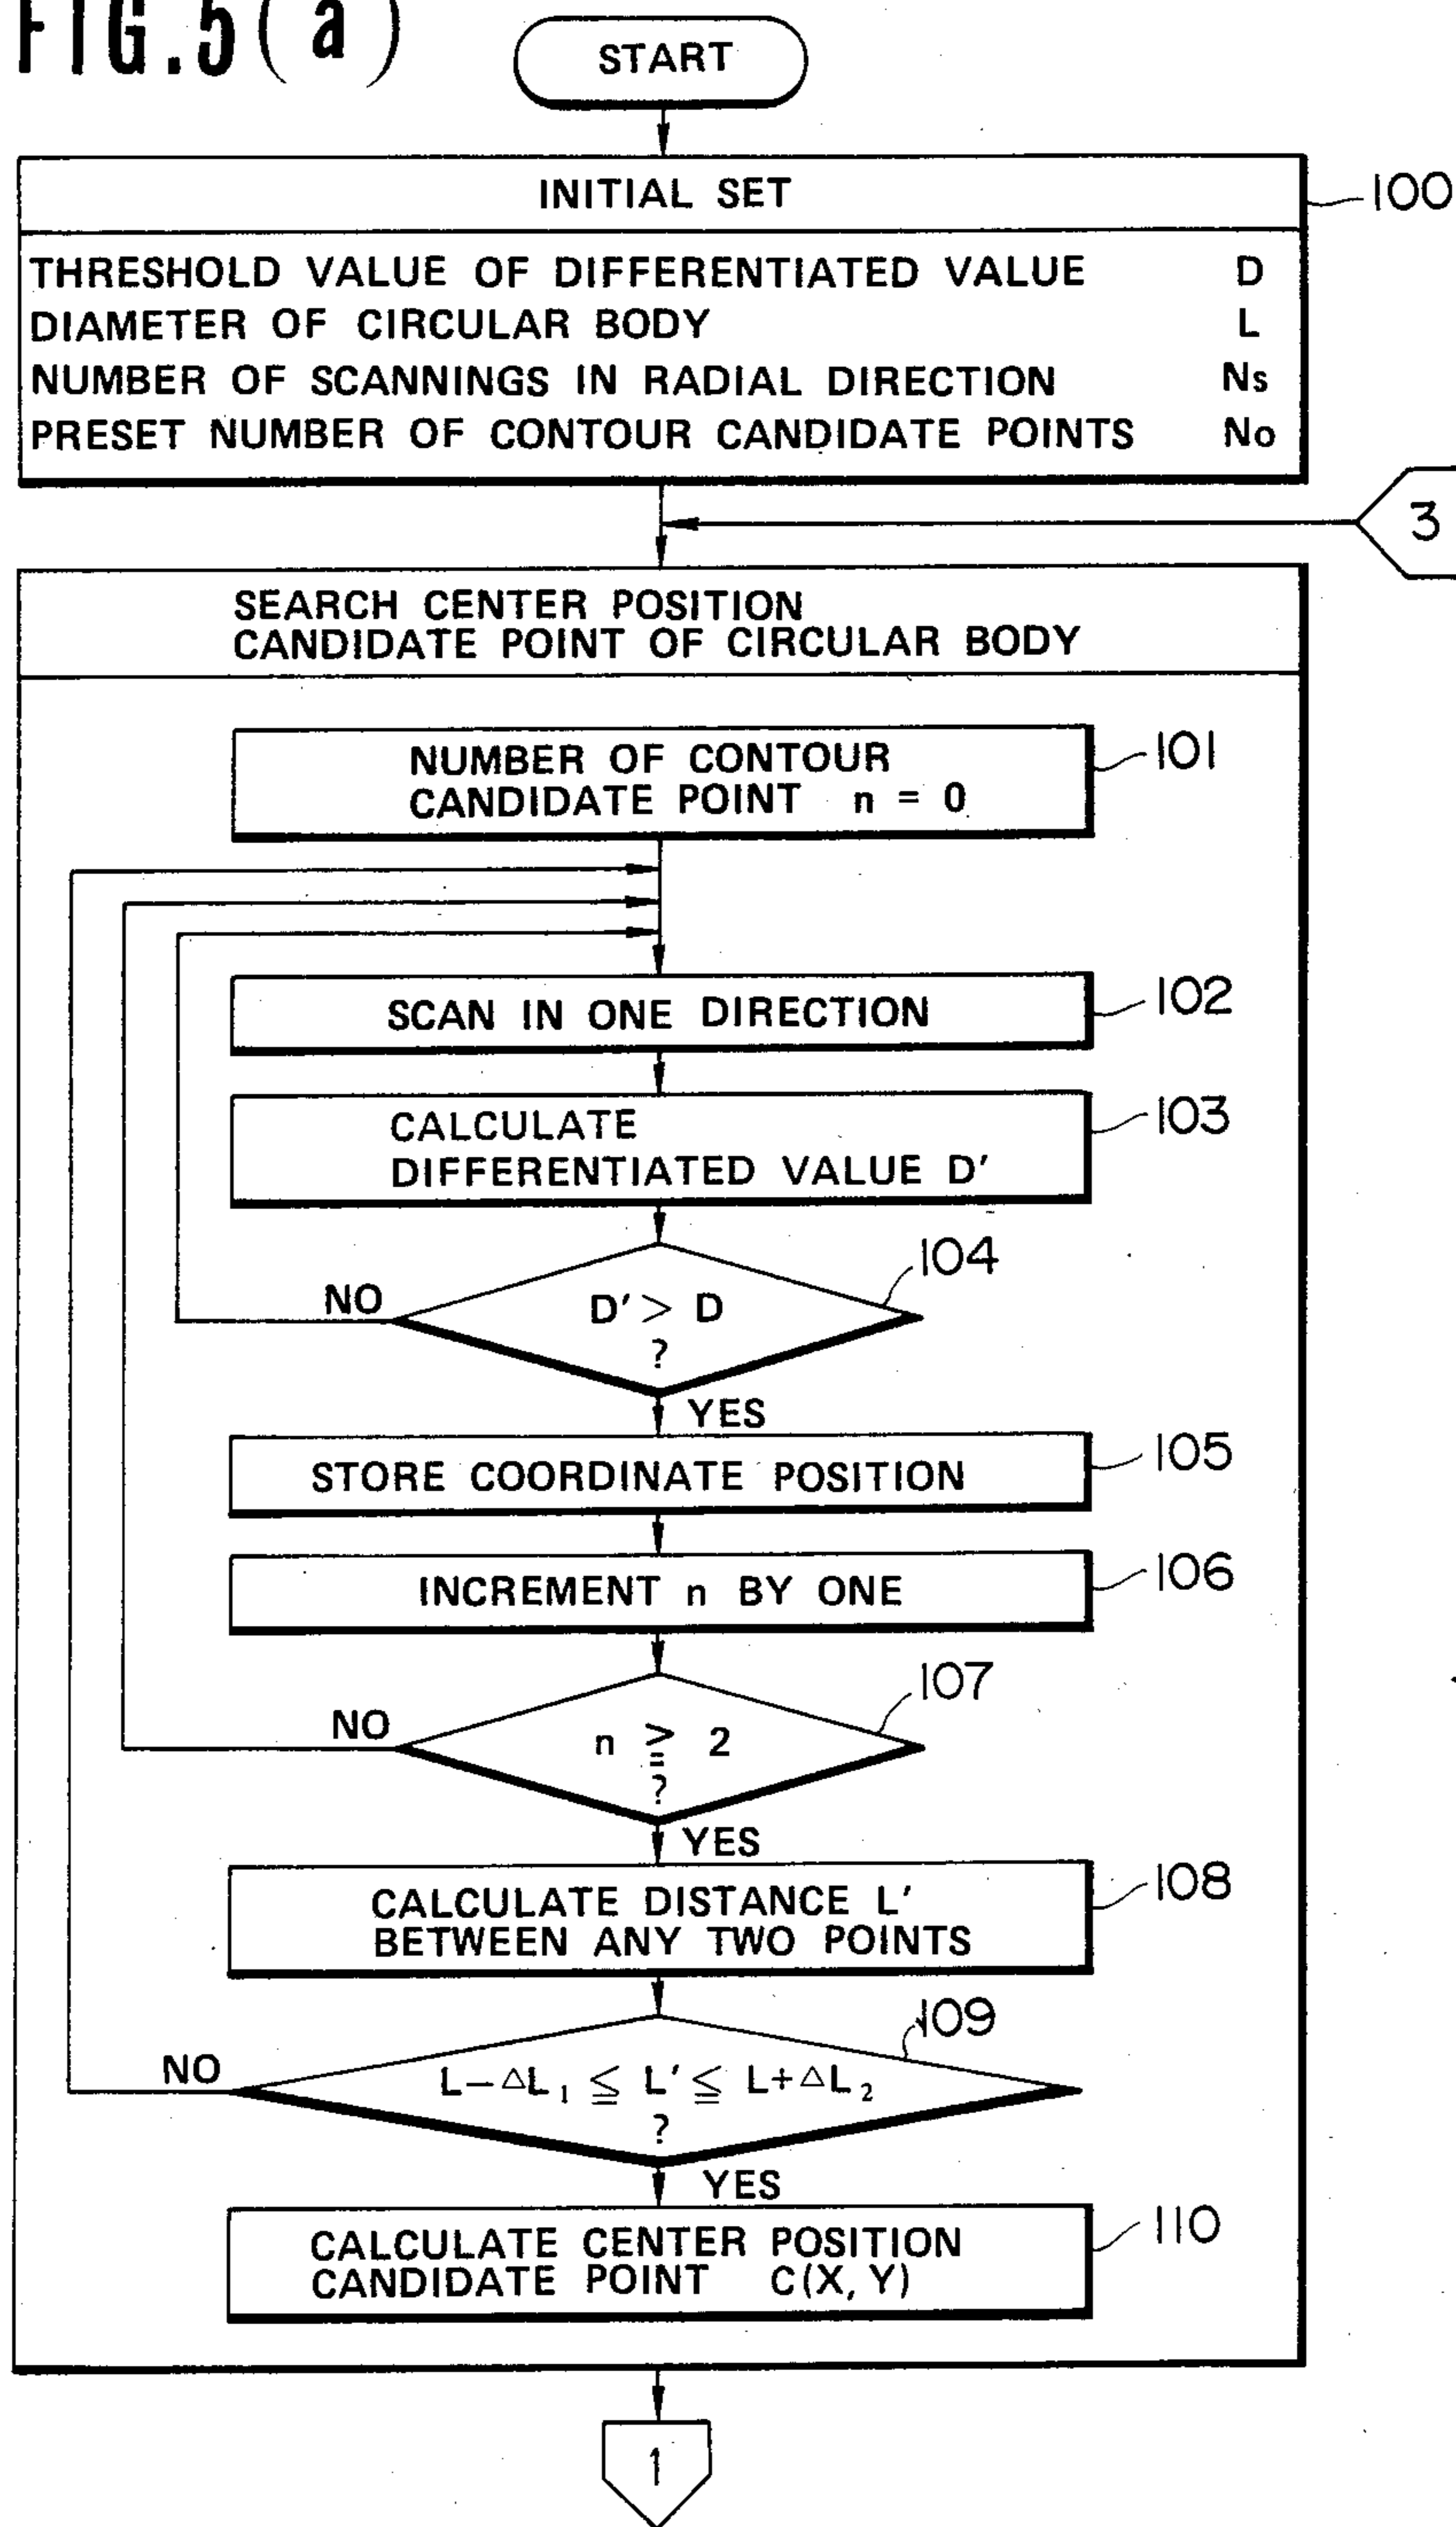 FIG.5(a)
START
INITIAL SET
100
THRESHOLD VALUE OF DIFFERENTIATED VALUE D
DIAMETER OF CIRCULAR BODY L
NUMBER OF SCANNINGS IN RADIAL DIRECTION Ns
PRESET NUMBER OF CONTOUR CANDIDATE POINTS No
3
SEARCH CENTER POSITION
CANDIDATE POINT OF CIRCULAR BODY
NUMBER OF CONTOUR
CANDIDATE POINT n = 0
101
SCAN IN ONE DIRECTION
102
CALCULATE
DIFFERENTIATED VALUE D′
103
104
NO
D′ > D
?
YES
STORE COORDINATE POSITION
105
INCREMENT n BY ONE
106
107
NO
n ≧ 2
?
YES
CALCULATE DISTANCE L′
BETWEEN ANY TWO POINTS
108
109
NO
L−△L₁ ≦ L′ ≦ L+△L₂
?
YES
CALCULATE CENTER POSITION
CANDIDATE POINT C(X, Y)
110
1